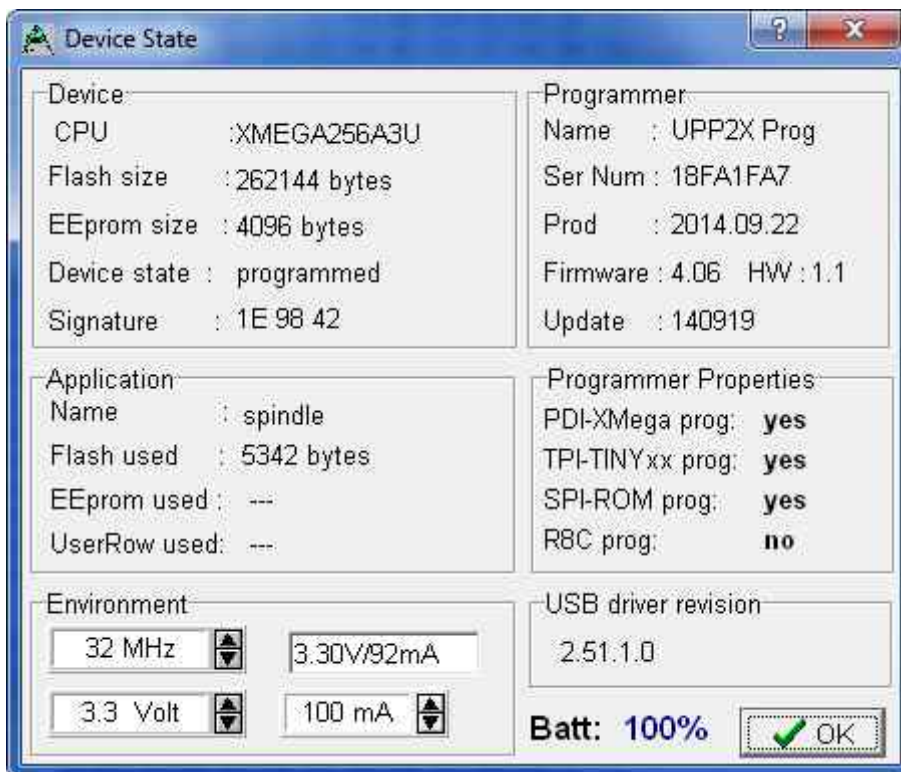 Device State
Device
CPU :XMEGA256A3U
Flash size : 262144 bytes
EEprom size : 4096 bytes
Device state : programmed
Signature : 1E 98 42
Programmer
Name : UPP2X Prog
Ser Num : 18FA1FA7
Prod : 2014.09.22
Firmware : 4.06 HW : 1.1
Update : 140919
Application
Name : spindle
Flash used : 5342 bytes
EEprom used : ---
UserRow used: ---
Programmer Properties
PDI-XMega prog: yes
TPI-TINYxx prog: yes
SPI-ROM prog: yes
R8C prog: no
Environment
32 MHz 3.30V/92mA
3.3 Volt 100 mA
USB driver revision
2.51.1.0
Batt: 100% OK